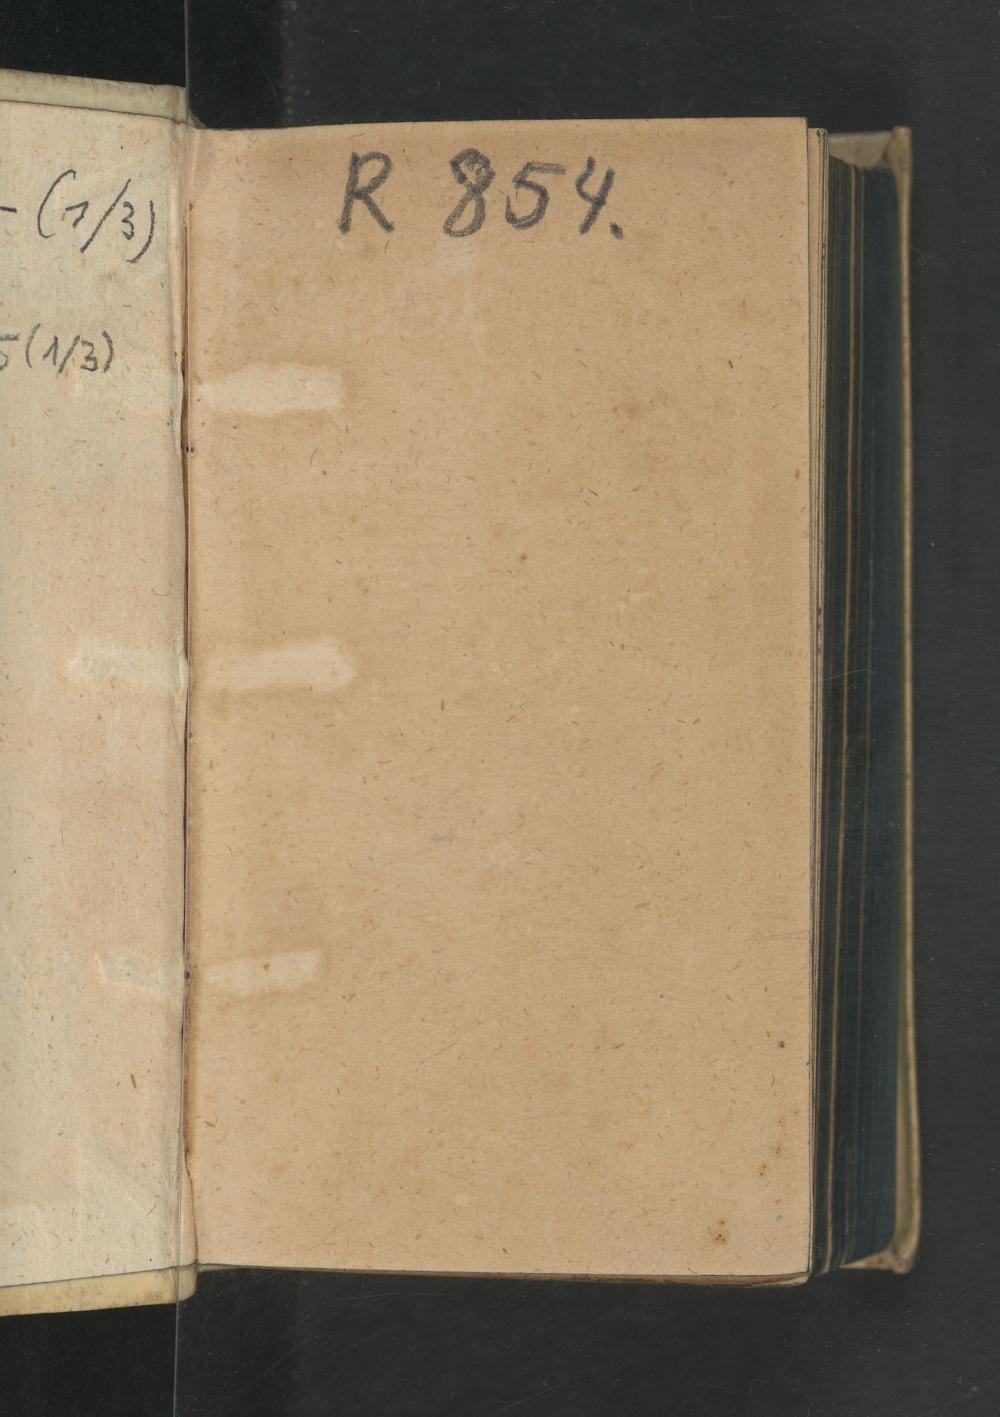 - (1/3)
5(1/3)
R 854.